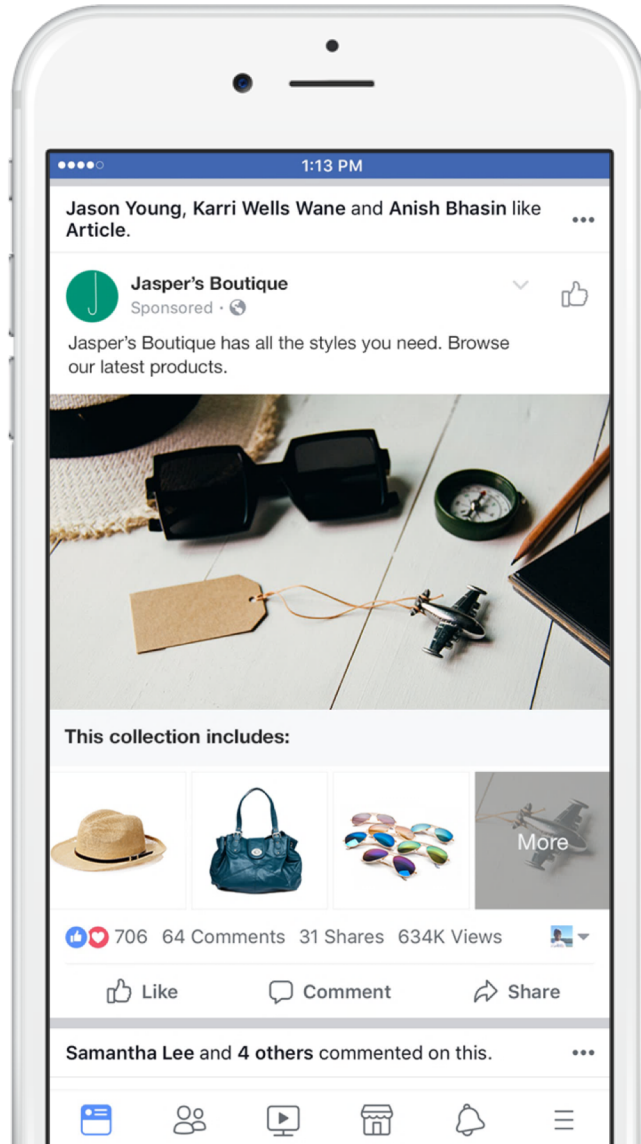 1:13 PM
Jason Young, Karri Wells Wane and Anish Bhasin like
Article.
Jasper's Boutique
Sponsored ·
Jasper's Boutique has all the styles you need. Browse
our latest products.
This collection includes:
More
706 64 Comments 31 Shares 634K Views
Like Comment Share
Samantha Lee and 4 others commented on this.